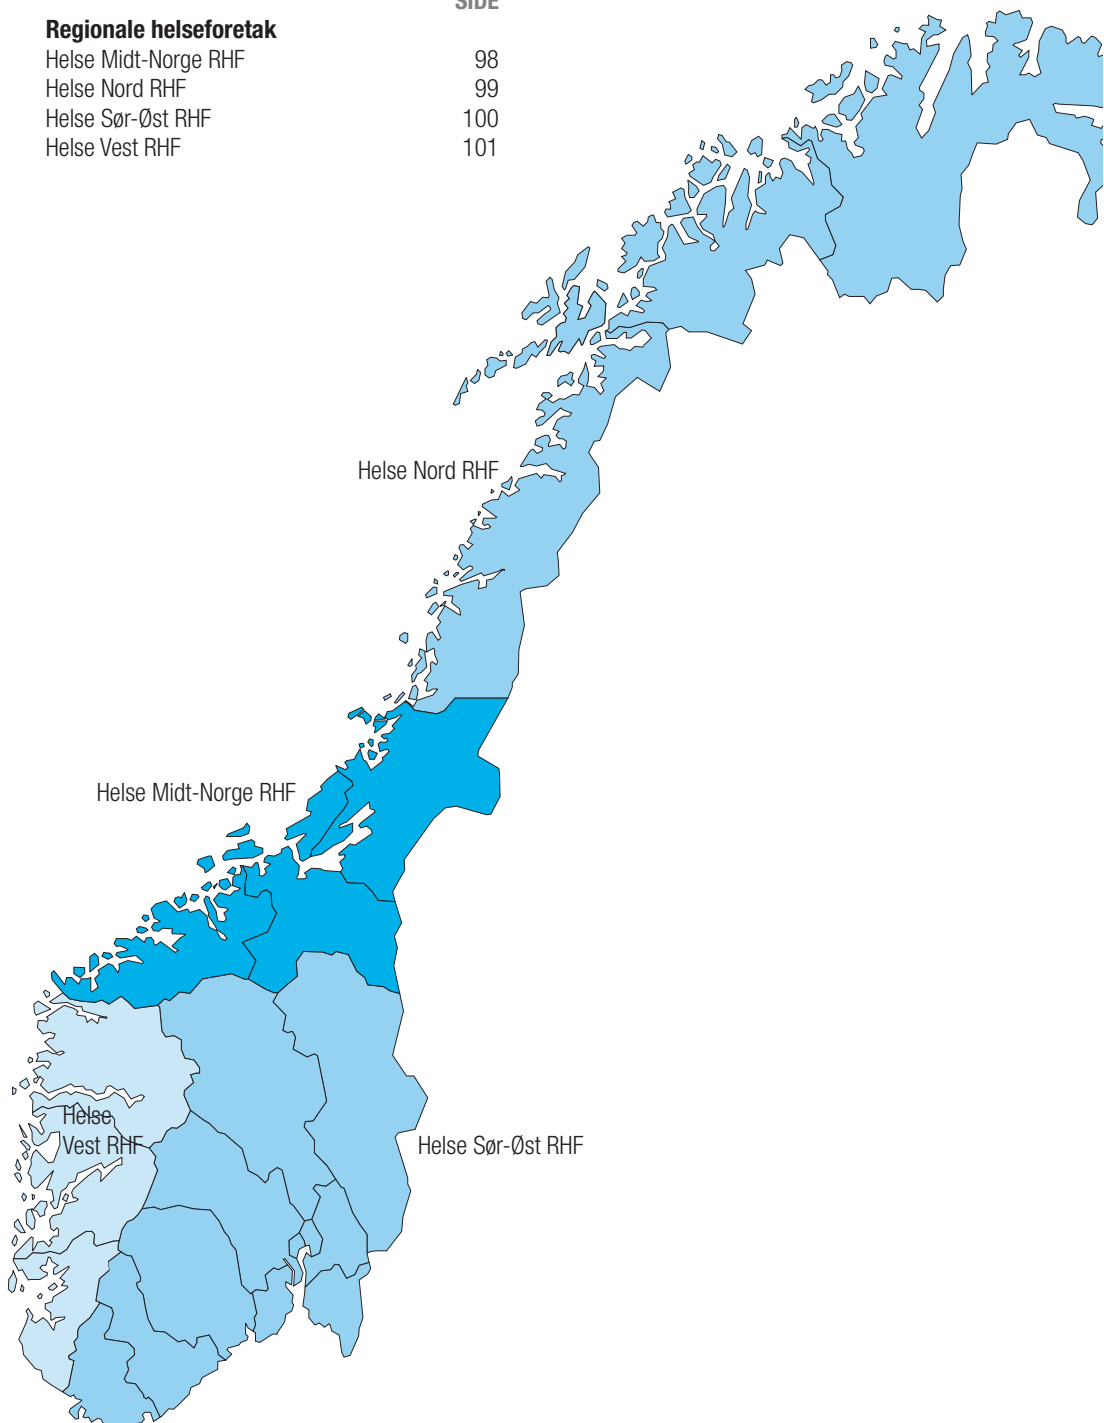 SIDE
Regionale helseforetak
Helse Midt-Norge RHF 98
Helse Nord RHF 99
Helse Sør-Øst RHF 100
Helse Vest RHF 101
Helse Nord RHF
Helse Midt-Norge RHF
Helse
Vest RHF
Helse Sør-Øst RHF